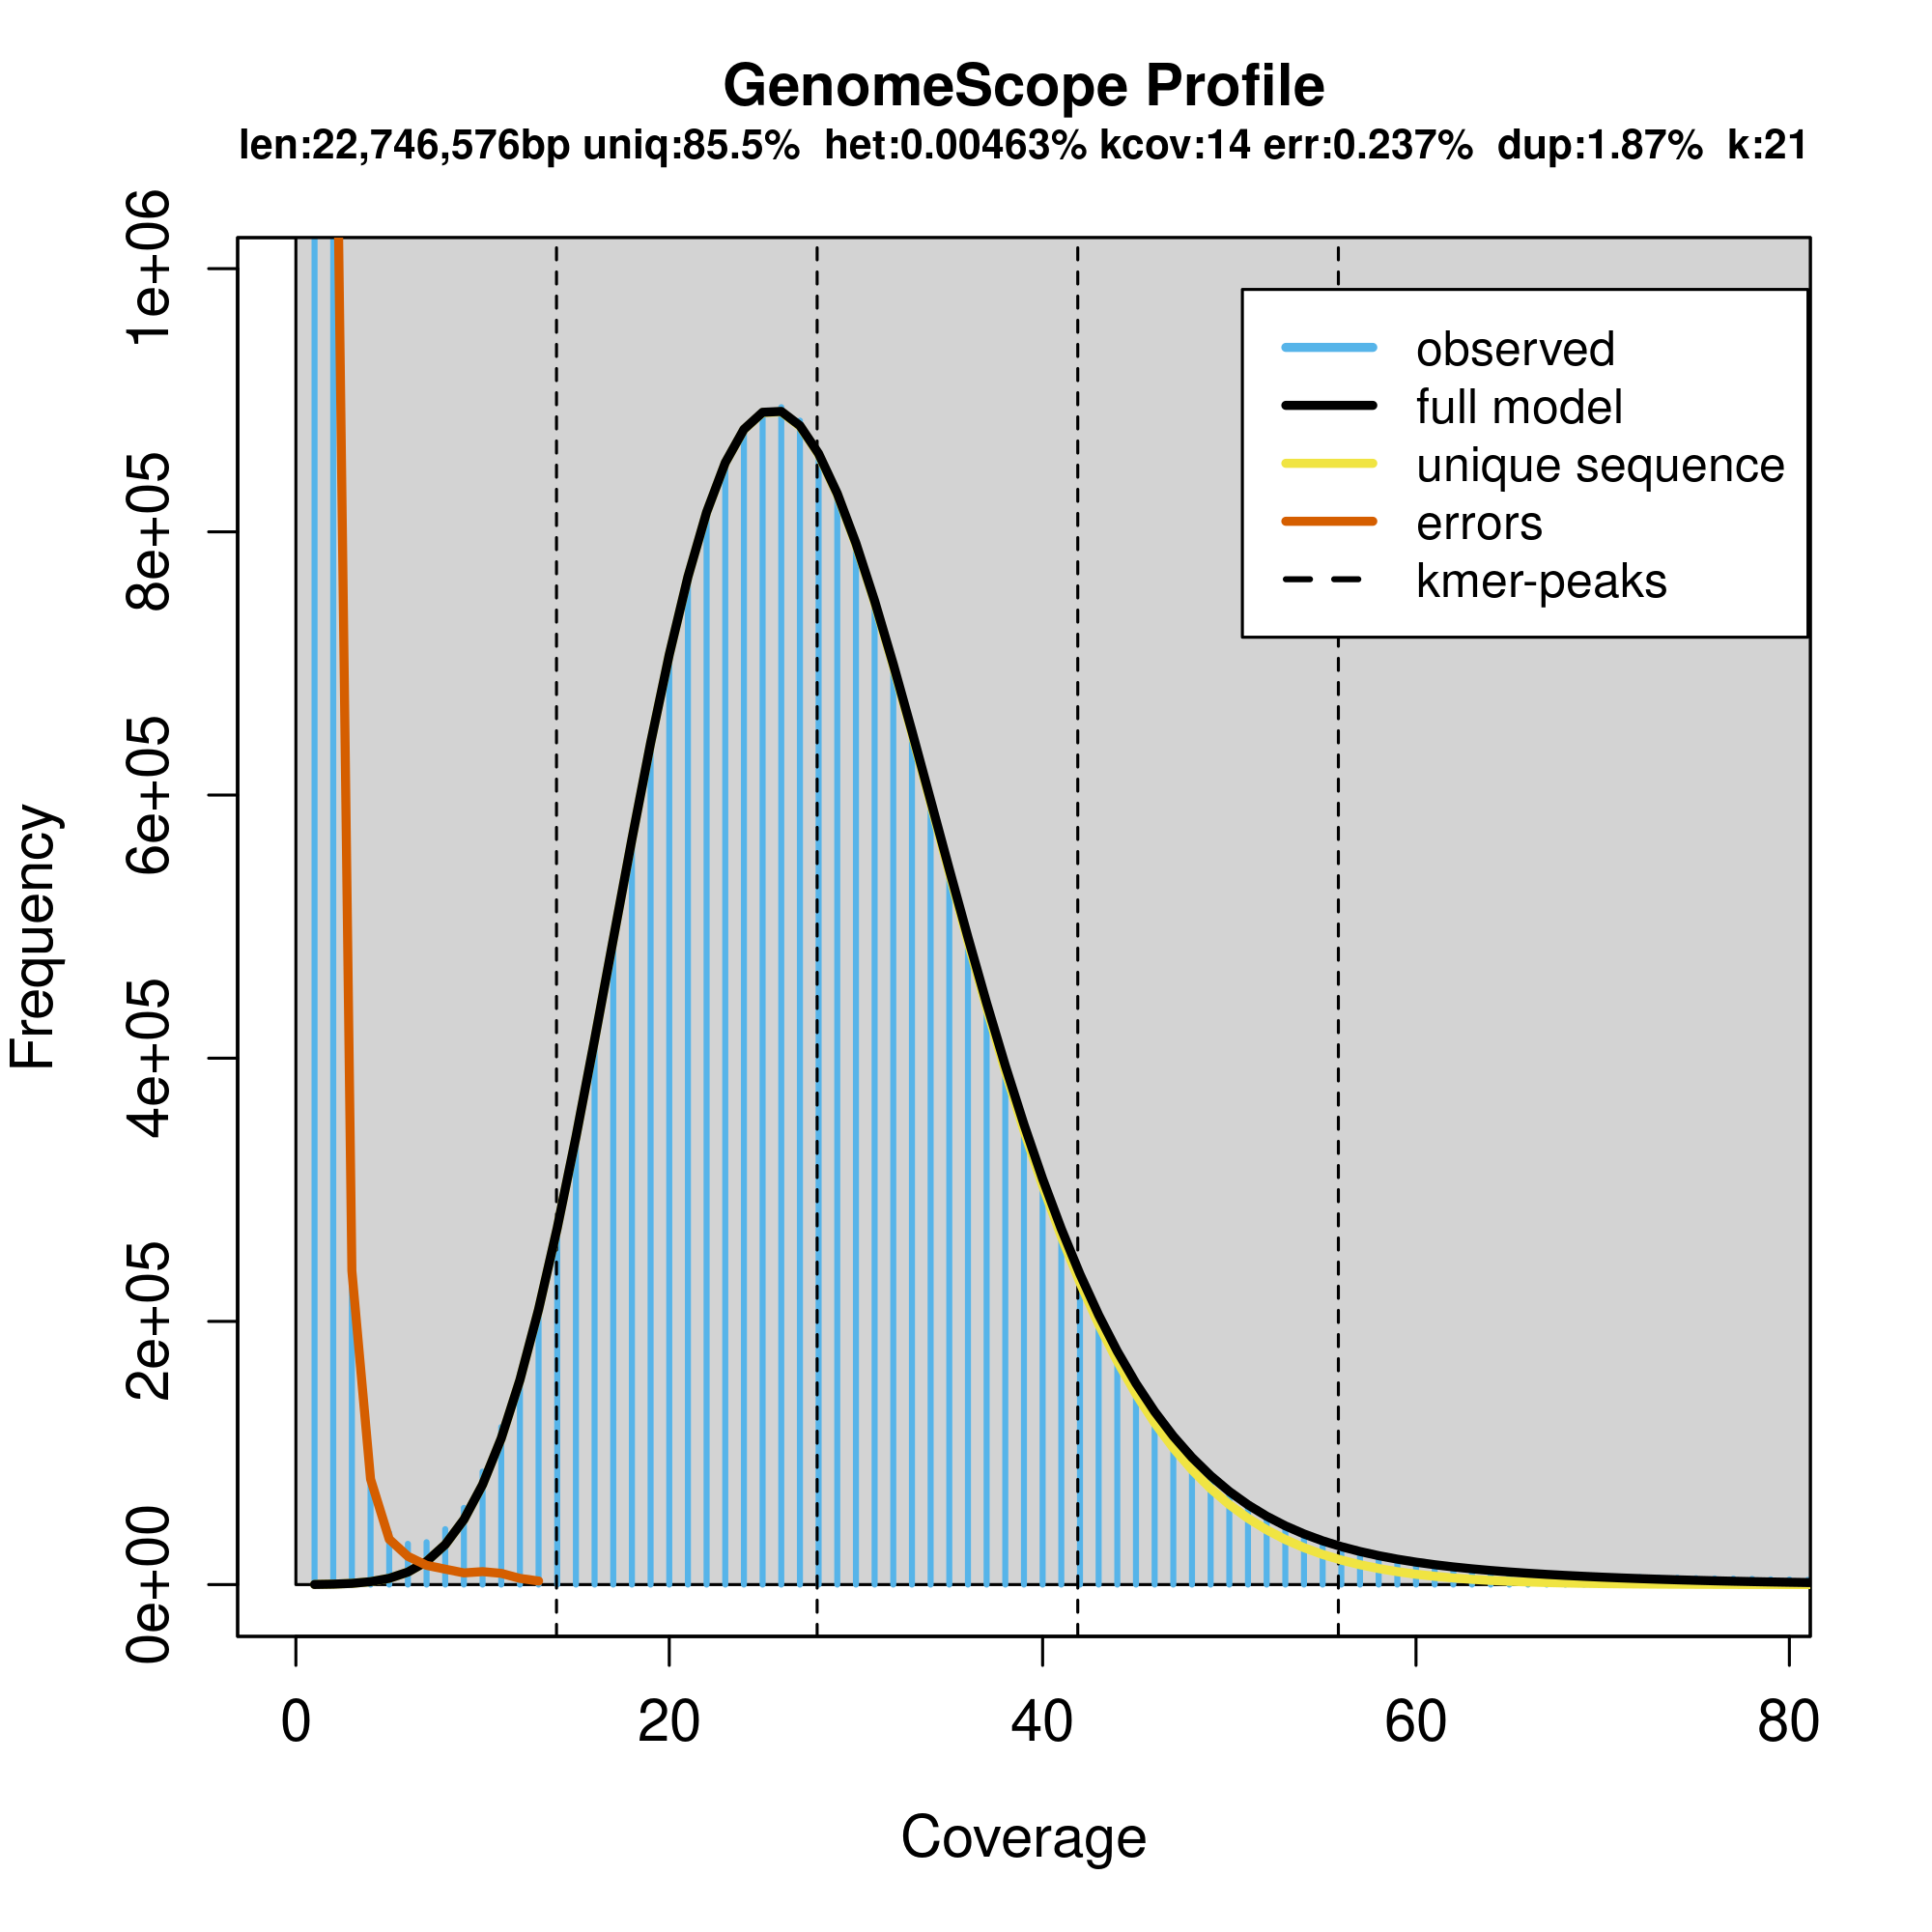 GenomeScope Profile
len:22,746,576bp uniq:85.5%  het:0.00463% kcov:14 err:0.237%  dup:1.87%  k:21
1e+06
8e+05
6e+05
4e+05
2e+05
0e+00
Frequency
observed
full model
unique sequence
errors
kmer-peaks
0 20 40 60 80
Coverage